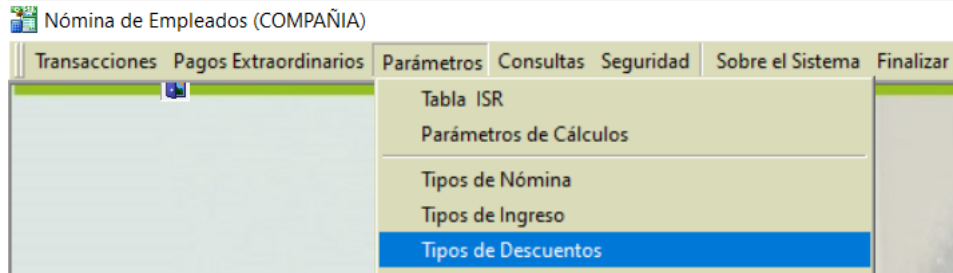 Nómina de Empleados (COMPAÑIA)
Transacciones Pagos Extraordinarios Parámetros Consultas Seguridad Sobre el Sistema Finalizar
Tabla ISR
Parámetros de Cálculos
Tipos de Nómina
Tipos de Ingreso
Tipos de Descuentos